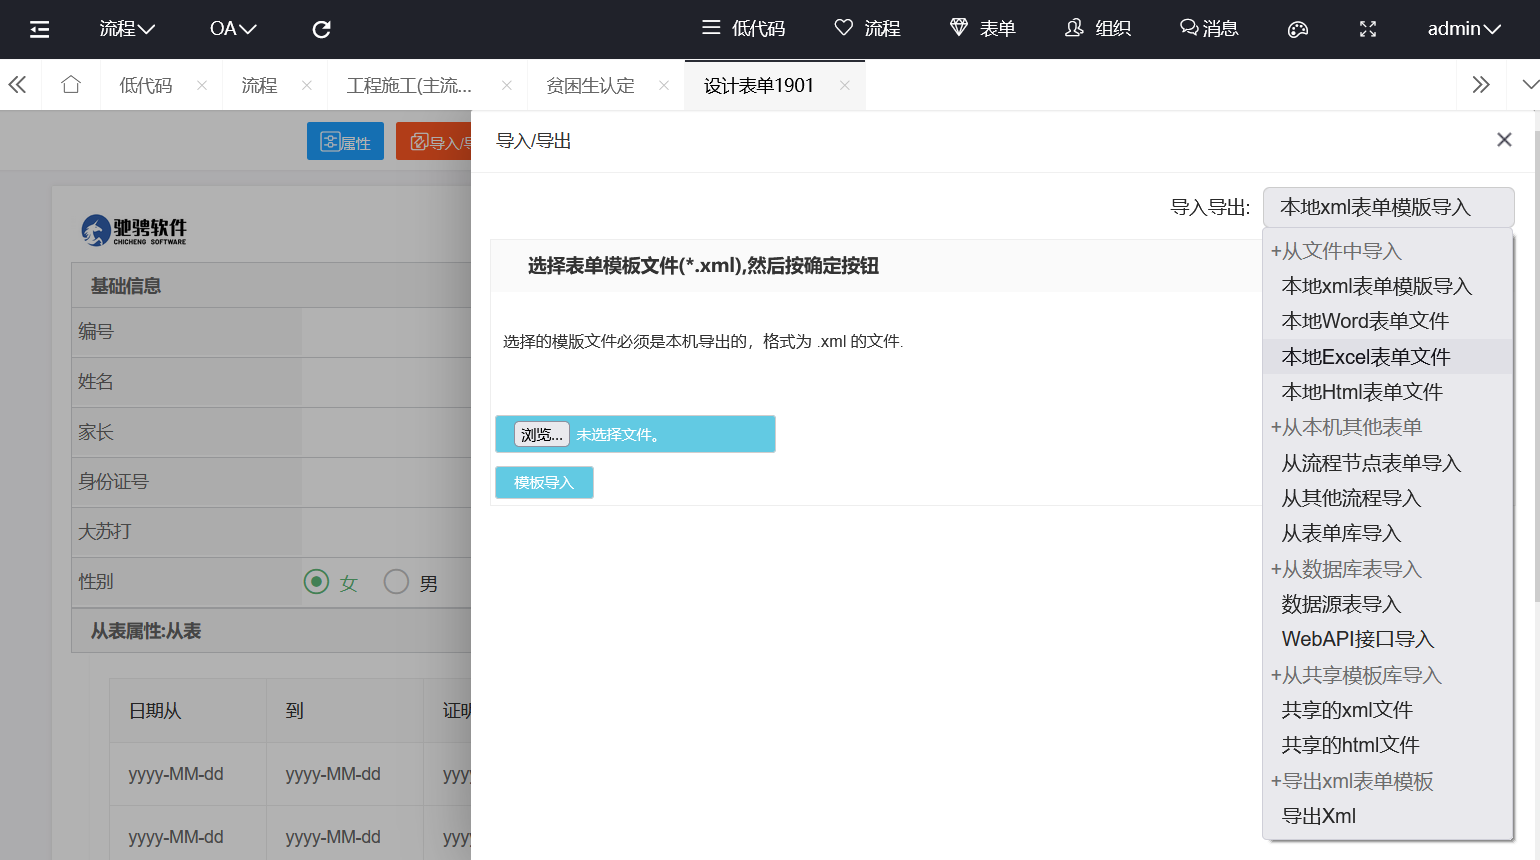 流程
OA
低代码
流程
表单
组织
消息
admin
低代码
流程
工程施工(主流...
贫困生认定
设计表单1901
属性
导入/导
导入/导出
导入导出:
本地xml表单模版导入
驰骋软件
CHICHENG SOFTWARE
选择表单模板文件(*.xml),然后按确定按钮
选择的模版文件必须是本机导出的，格式为 .xml 的文件.
浏览...
未选择文件。
模板导入
+从文件中导入
本地xml表单模版导入
本地Word表单文件
本地Excel表单文件
本地Html表单文件
+从本机其他表单
从流程节点表单导入
从其他流程导入
从表单库导入
+从数据库表导入
数据源表导入
WebAPI接口导入
+从共享模板库导入
共享的xml文件
共享的html文件
+导出xml表单模板
导出Xml
基础信息
编号
姓名
家长
身份证号
大苏打
性别
女
男
从表属性:从表
日期从
到
证明
yyyy-MM-dd
yyyy-MM-dd
yyy
yyyy-MM-dd
yyyy-MM-dd
yyy